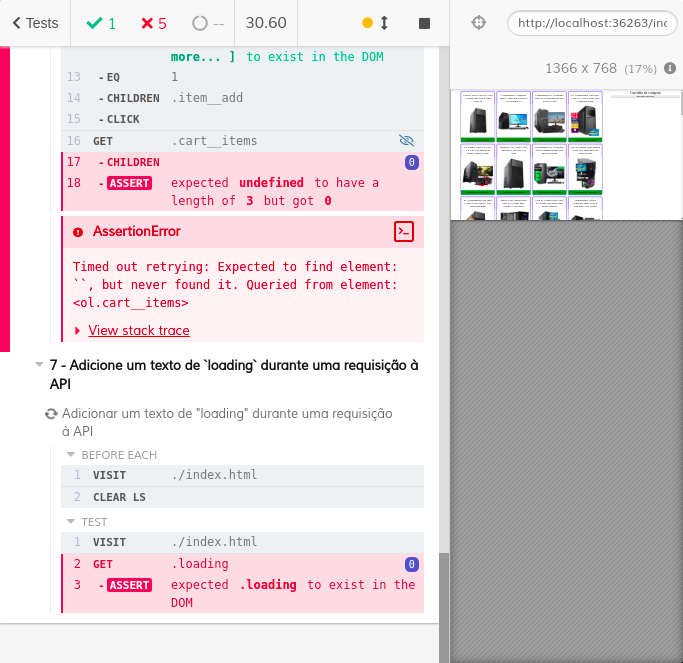 Tests
1
5
--
30.60
http://localhost:36263/ind
1366 x 768 (17%)
more... ] to exist in the DOM
13 - EQ 1
14 - CHILDREN .item__add
15 - CLICK
16 GET .cart__items
17 - CHILDREN 0
18 - ASSERT expected undefined to have a
length of 3 but got 0
AssertionError
Timed out retrying: Expected to find element:
``, but never found it. Queried from element:
<ol.cart__items>
View stack trace
7 - Adicione um texto de `loading` durante uma requisição à
API
Adicionar um texto de "loading" durante uma requisição
à API
BEFORE EACH
1 VISIT ./index.html
2 CLEAR LS
TEST
1 VISIT ./index.html
2 GET .loading 0
3 - ASSERT expected .loading to exist in the
DOM